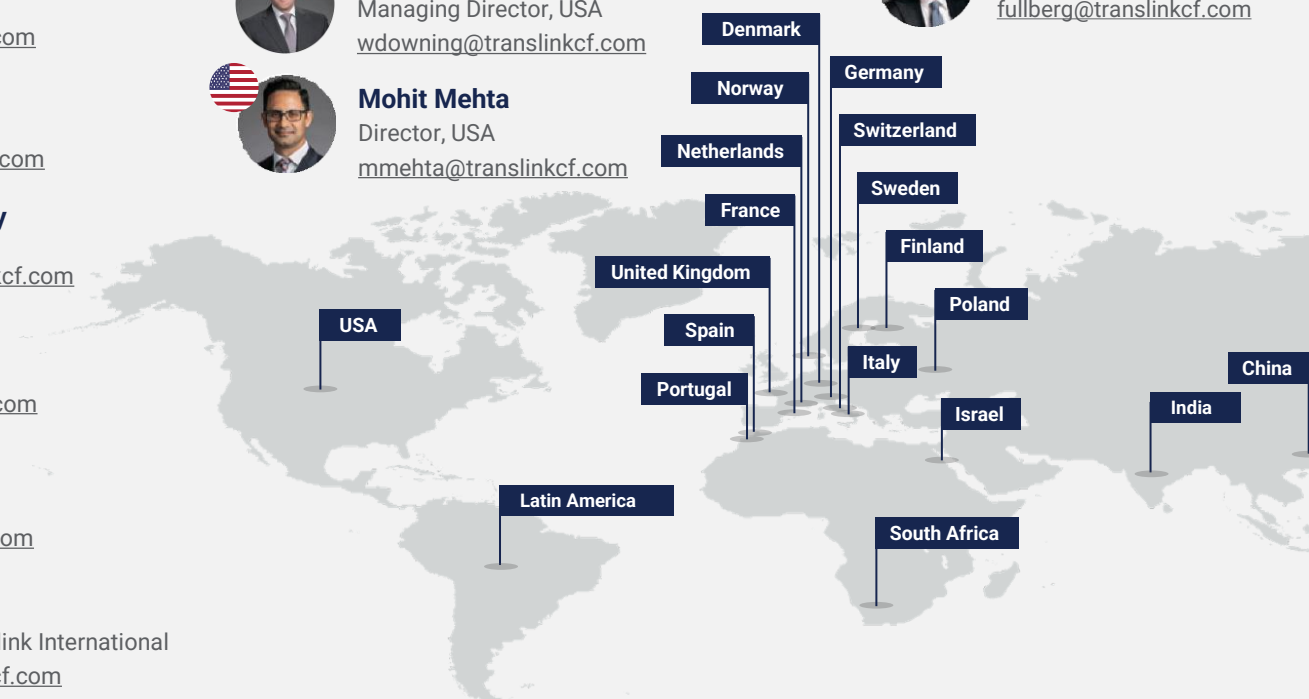 com
com
y
cf.com
com
om
link International
f.com
Managing Director, USA
wdowning@translinkcf.com
Mohit Mehta
Director, USA
mmehta@translinkcf.com
fullberg@translinkcf.com
Denmark
Germany
Norway
Switzerland
Netherlands
Sweden
France
Finland
United Kingdom
Poland
USA
Spain
Italy
China
Portugal
India
Israel
Latin America
South Africa